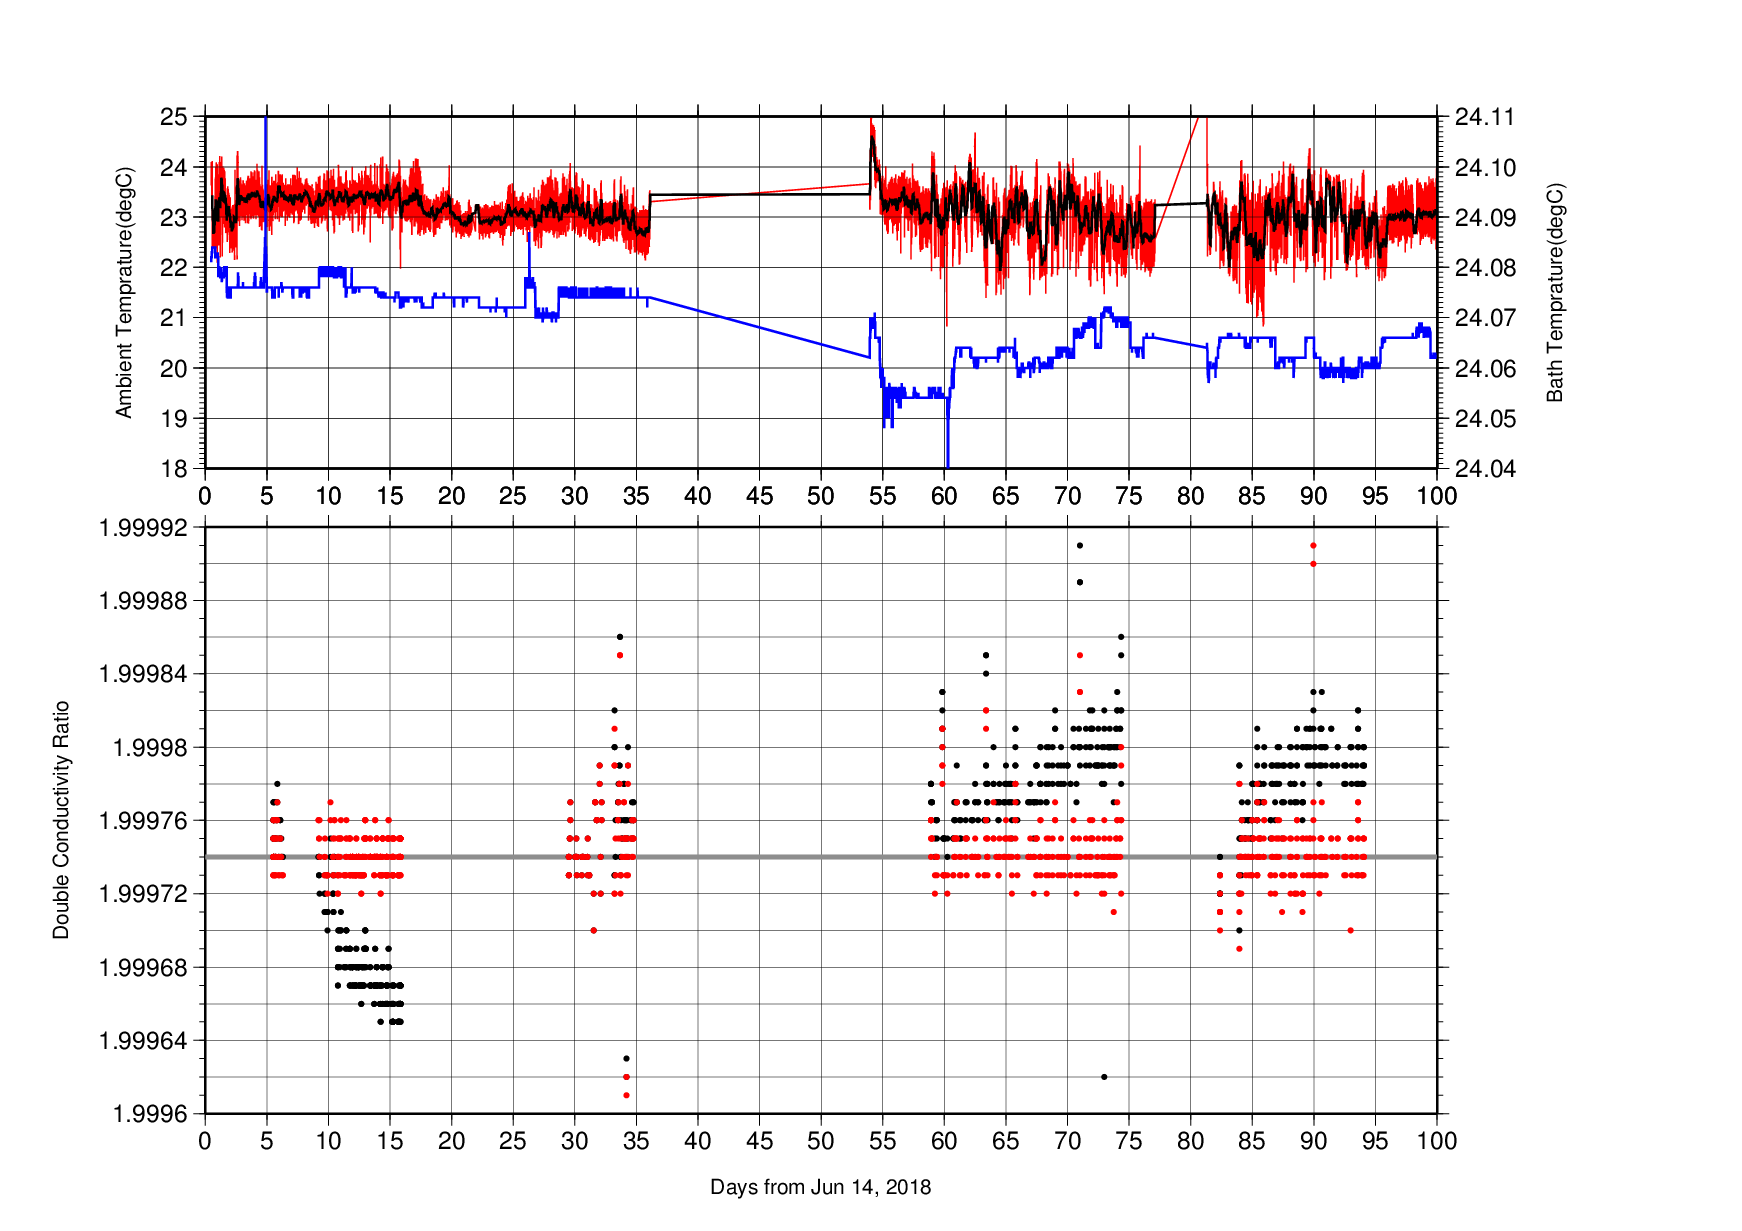 25 24.11
24 24.10
23 24.09
22 24.08
21 24.07
20 24.06
19 24.05
18 24.04
Ambient Temprature(degC)
Bath Temprature(degC)
0 5 10 15 20 25 30 35 40 45 50 55 60 65 70 75 80 85 90 95 100
1.99992
1.99988
1.99984
1.9998
1.99976
1.99972
1.99968
1.99964
1.9996
Double Conductivity Ratio
0 5 10 15 20 25 30 35 40 45 50 55 60 65 70 75 80 85 90 95 100
Days from Jun 14, 2018